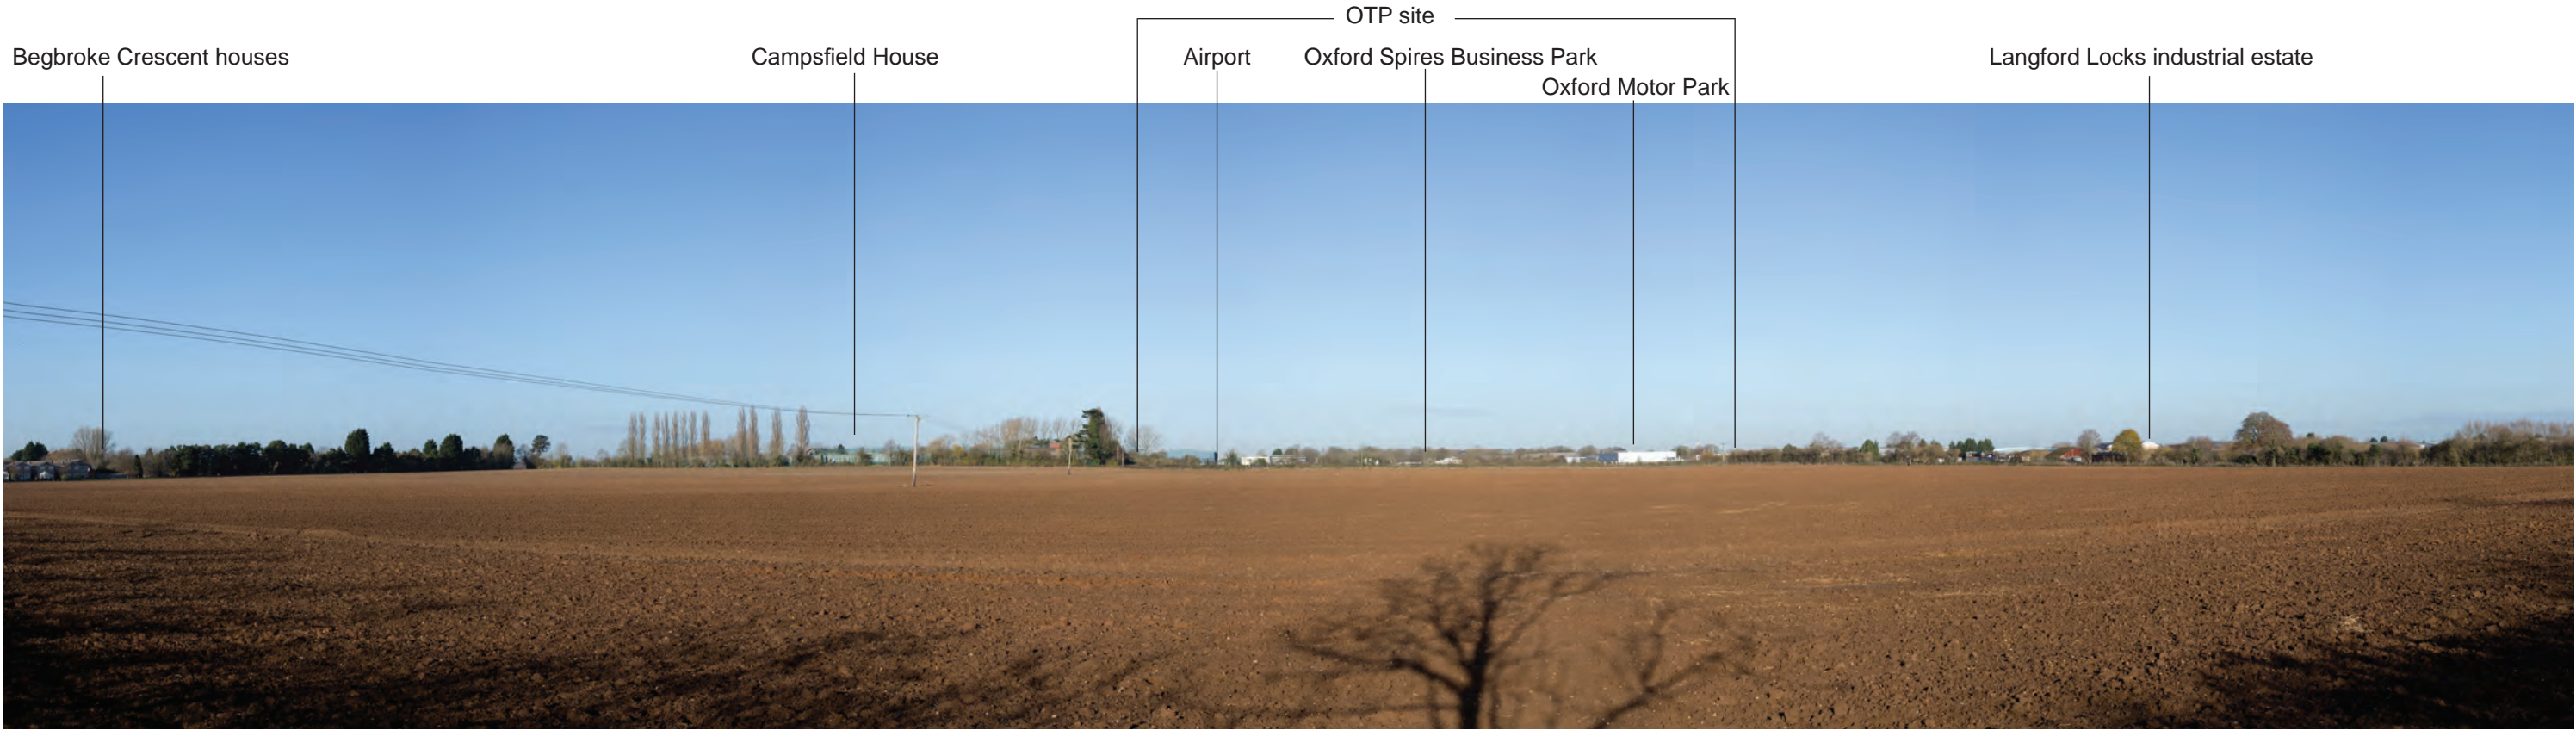 OTP site
Begbroke Crescent houses
Campsfield House
Airport
Oxford Spires Business Park
Langford Locks industrial estate
Oxford Motor Park